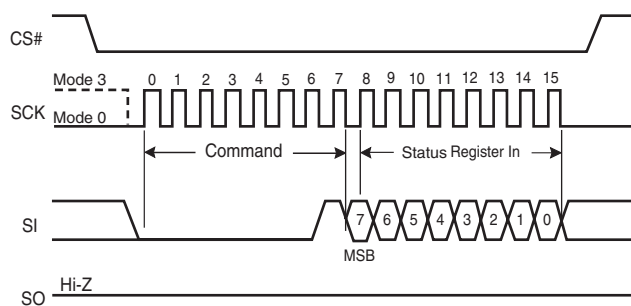 CS#
Mode 3
0 1 2 3 4 5 6 7 8 9 10 11 12 13 14 15
SCK
Mode 0
Command
Status Register In
SI
7 6 5 4 3 2 1 0
MSB
Hi-Z
SO